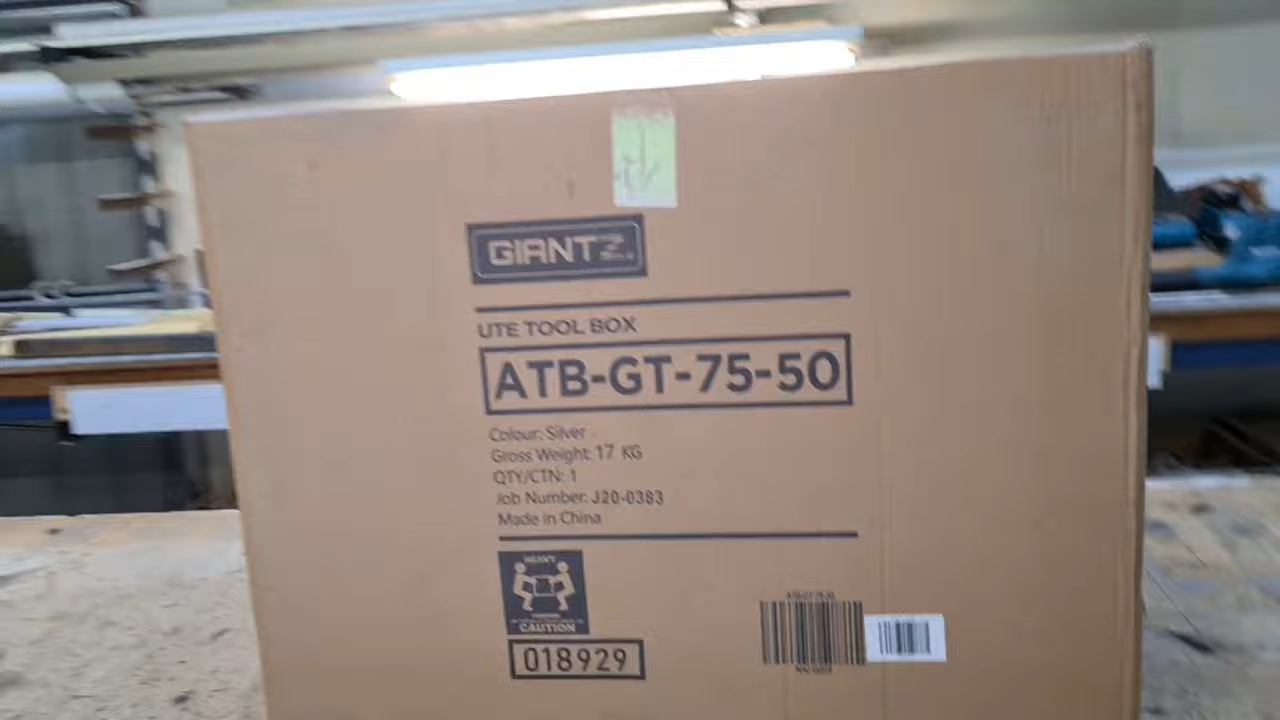 GIANTZ
UTE TOOL BOX
ATB-GT-75-50
Colour: Silver
Gross Weight: 17 KG
QTY/CTN: 1
Job Number: J20-0383
Made in China
HEAVY
CAUTION
018929